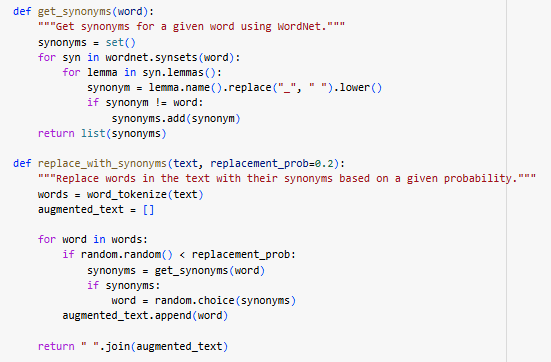 def get_synonyms(word):
    """Get synonyms for a given word using WordNet."""
    synonyms = set()
    for syn in wordnet.synsets(word):
        for lemma in syn.lemmas():
            synonym = lemma.name().replace("_", " ").lower()
            if synonym != word:
                synonyms.add(synonym)
    return list(synonyms)

def replace_with_synonyms(text, replacement_prob=0.2):
    """Replace words in the text with their synonyms based on a given probability."""
    words = word_tokenize(text)
    augmented_text = []

    for word in words:
        if random.random() < replacement_prob:
            synonyms = get_synonyms(word)
            if synonyms:
                word = random.choice(synonyms)
        augmented_text.append(word)

    return " ".join(augmented_text)